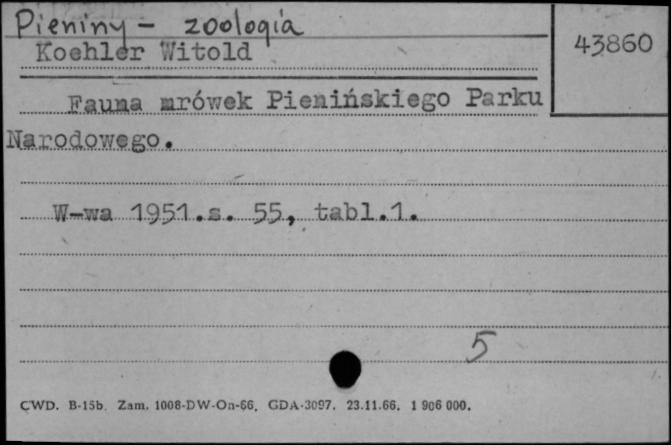 Pieniny - zoologia
43860
Koehler Witold
Fauna mrówek Pienińskiego Parku
Narodowego.
W-wa 1951.s. 55, tabl.1.
5
CWD. B-15b. Zam. 1008-DW-On-66. GDA-3097. 23.11.66. 1 906 000.